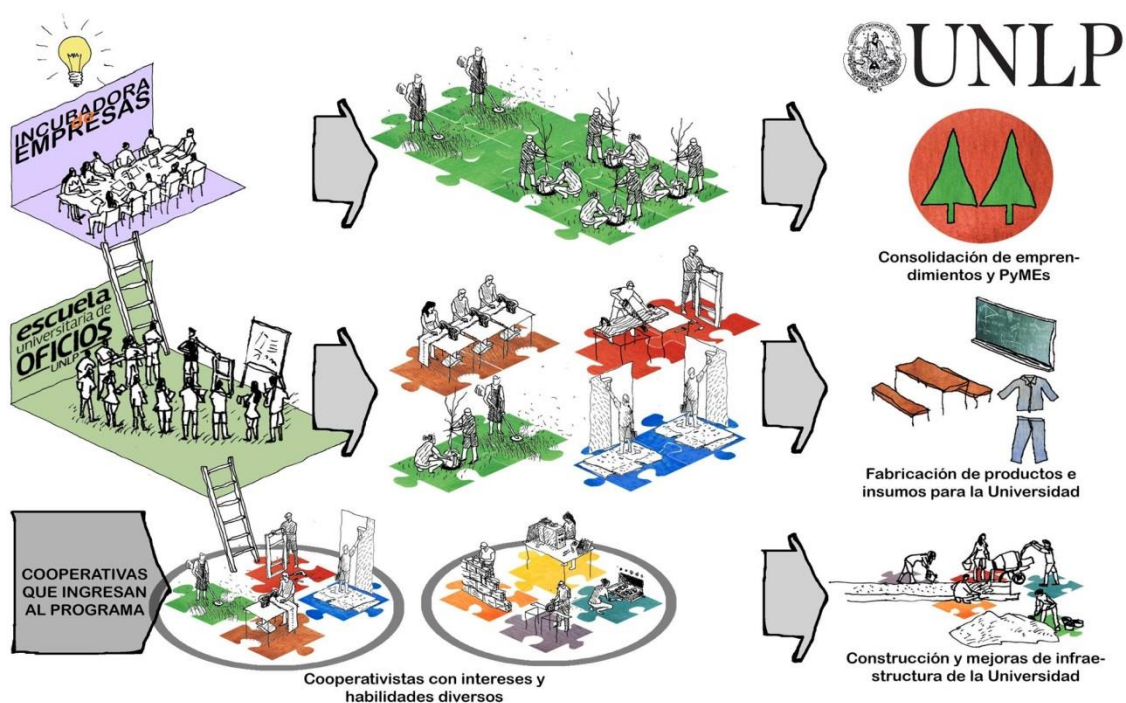 INCUBADORA
DE
EMPRESAS
UNLP
Consolidación de empren-
dimientos y PyMEs
escuela
universitaria de
OFICIOS
UNLP
Fabricación de productos e
insumos para la Universidad
COOPERATIVAS
QUE INGRESAN
AL PROGRAMA
Cooperativistas con intereses y
habilidades diversos
Construcción y mejoras de infrae-
structura de la Universidad